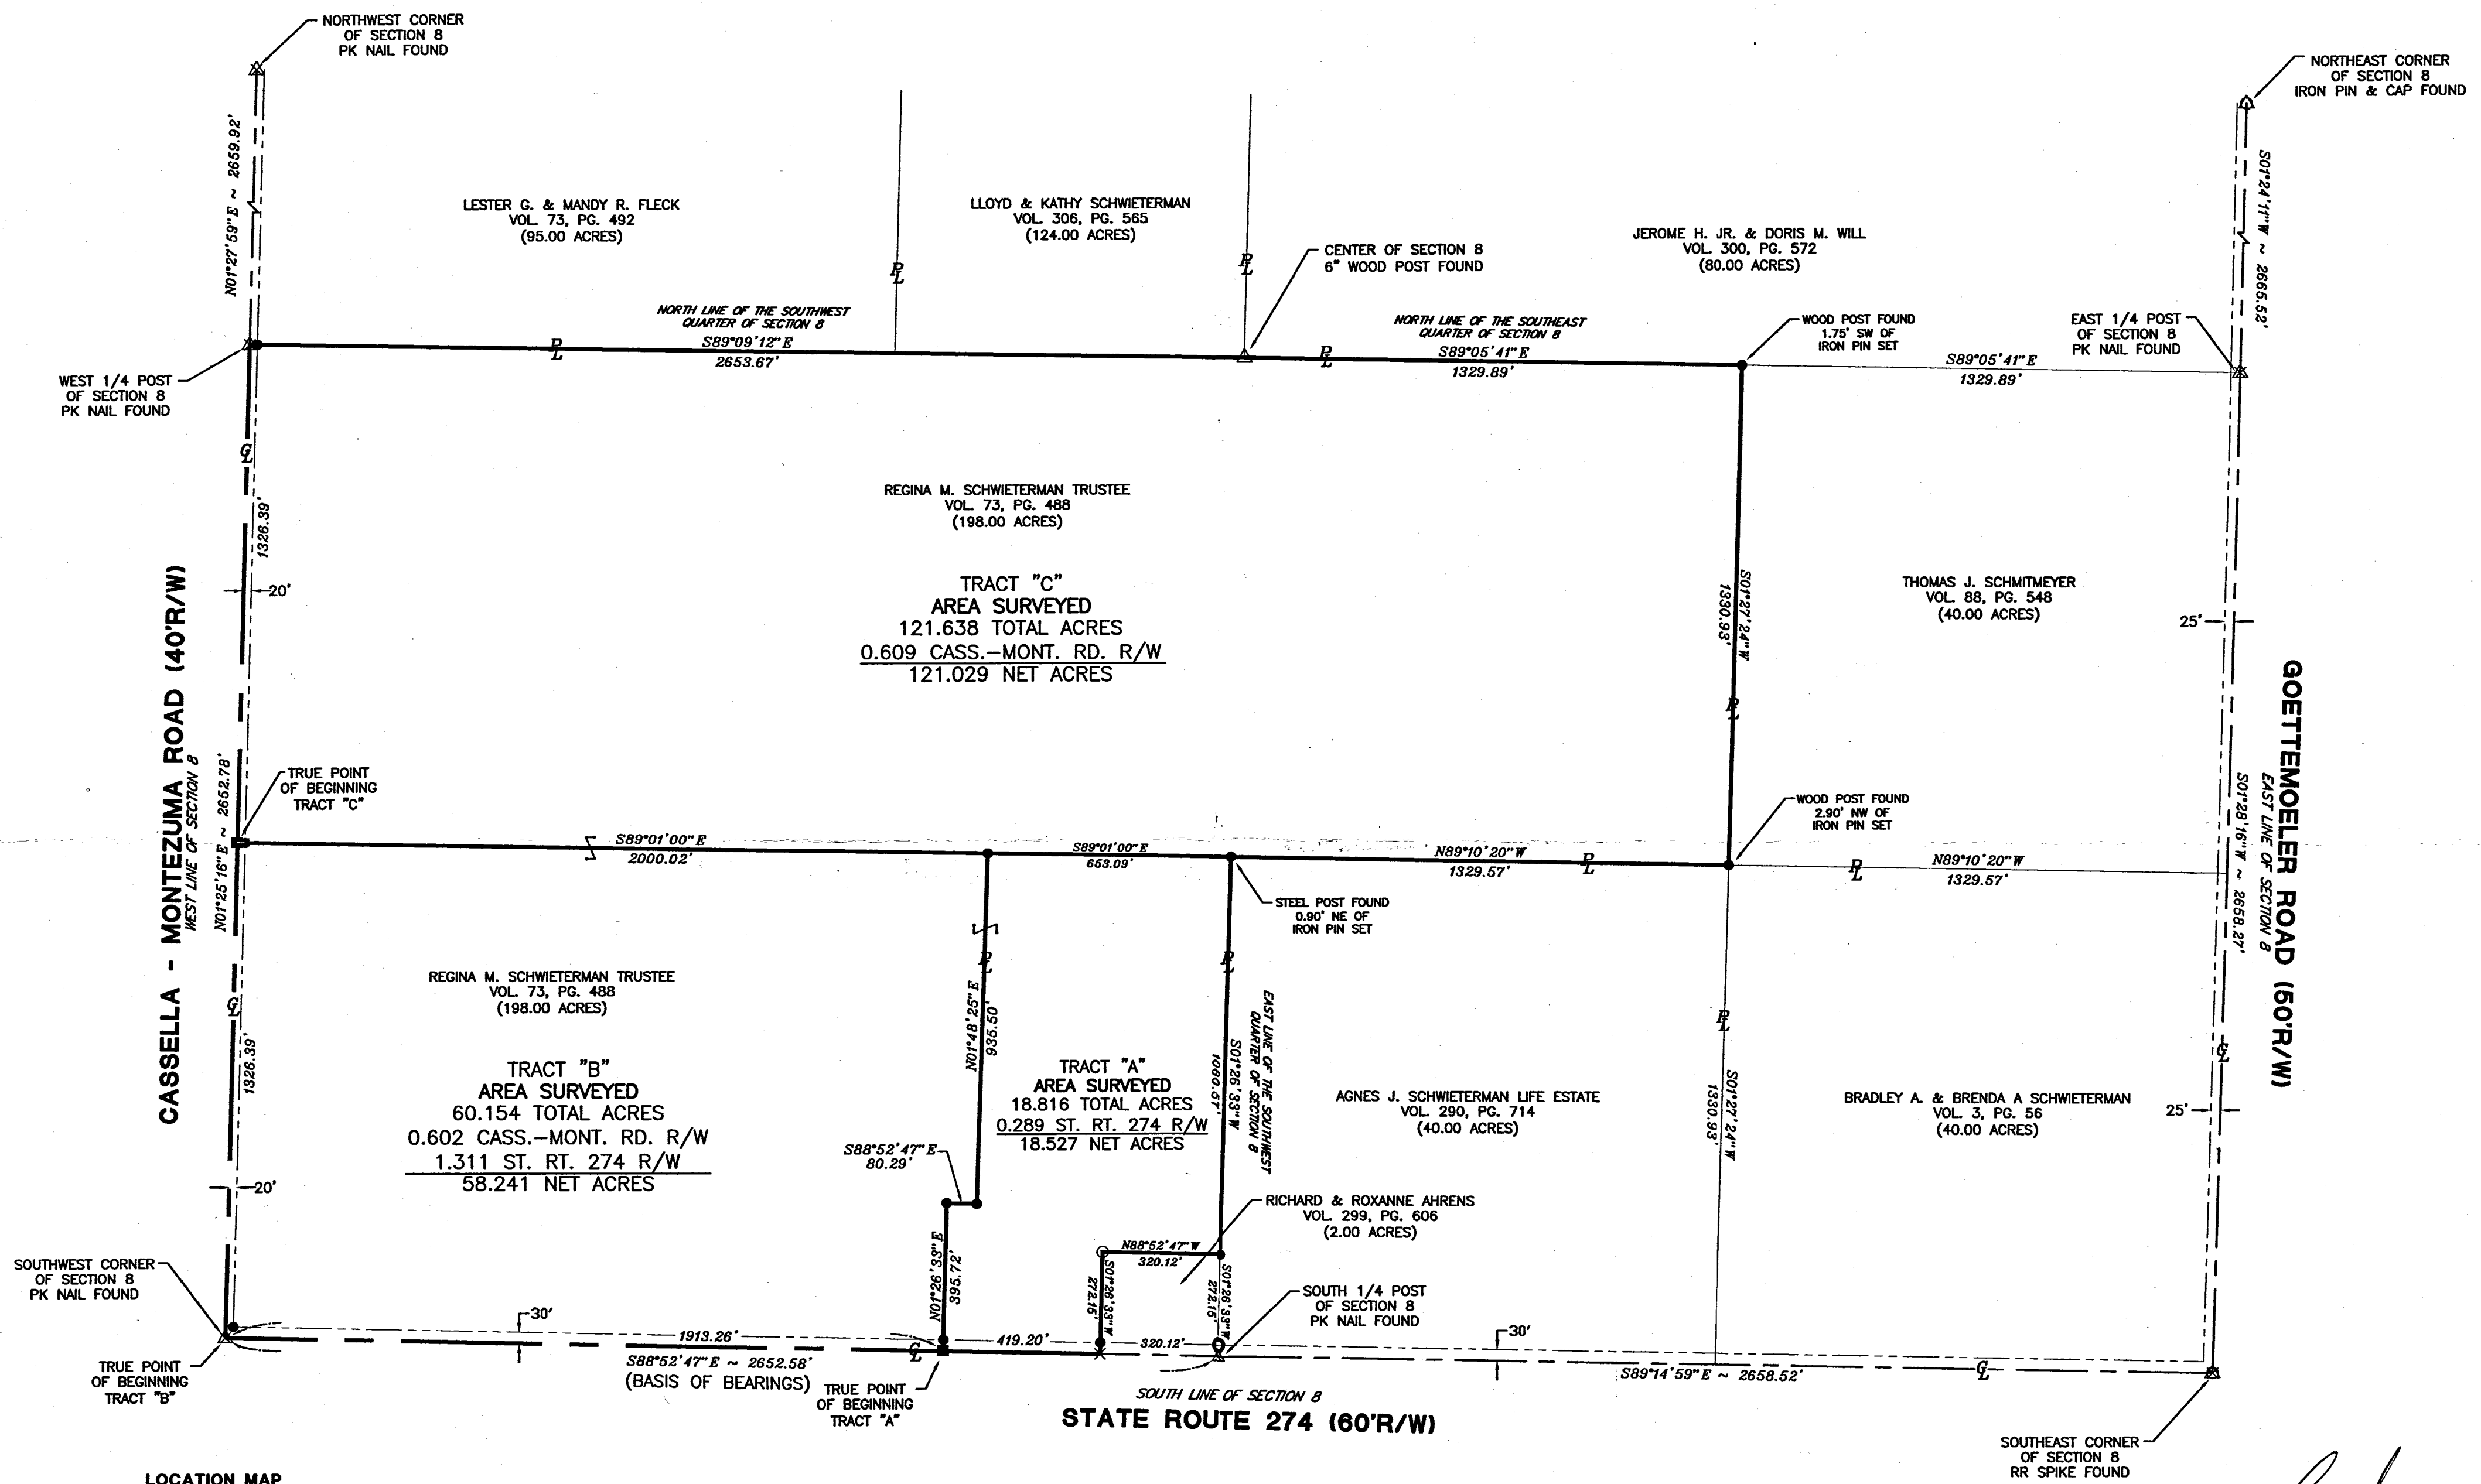 NORTHWEST CORNER
OF SECTION 8
PK NAIL FOUND
NORTHEAST CORNER
OF SECTION 8
IRON PIN & CAP FOUND
N01°27'59"E ~ 2659.92'
S01°24'11"W ~ 2665.52'
LESTER G. & MANDY R. FLECK
VOL. 73, PG. 492
(95.00 ACRES)
LLOYD & KATHY SCHWIETERMAN
VOL. 306, PG. 565
(124.00 ACRES)
JEROME H. JR. & DORIS M. WILL
VOL. 300, PG. 572
(80.00 ACRES)
CENTER OF SECTION 8
6" WOOD POST FOUND
PL
PL
NORTH LINE OF THE SOUTHWEST
QUARTER OF SECTION 8
S89°09'12"E
2653.67'
PL
NORTH LINE OF THE SOUTHEAST
QUARTER OF SECTION 8
S89°05'41"E
1329.89'
PL
WOOD POST FOUND
1.75' SW OF
IRON PIN SET
EAST 1/4 POST
OF SECTION 8
PK NAIL FOUND
S89°05'41"E
1329.89'
WEST 1/4 POST
OF SECTION 8
PK NAIL FOUND
CL
1326.39'
20'
REGINA M. SCHWIETERMAN TRUSTEE
VOL. 73, PG. 488
(198.00 ACRES)
TRACT "C"
AREA SURVEYED
121.638 TOTAL ACRES
0.609 CASS.-MONT. RD. R/W
121.029 NET ACRES
S01°27'24"W
1330.93'
PL
THOMAS J. SCHMITMEYER
VOL. 88, PG. 548
(40.00 ACRES)
25'
CASSELLA - MONTEZUMA ROAD (40'R/W)
WEST LINE OF SECTION 8
N01°25'16"E ~ 2652.78'
GOETTEMOELER ROAD (50'R/W)
EAST LINE OF SECTION 8
S01°28'16"W ~ 2658.27'
TRUE POINT
OF BEGINNING
TRACT "C"
WOOD POST FOUND
2.90' NW OF
IRON PIN SET
S89°01'00"E
2000.02'
S89°01'00"E
653.09'
N89°10'20"W
1329.57'
PL
N89°10'20"W
1329.57'
PL
STEEL POST FOUND
0.90' NE OF
IRON PIN SET
REGINA M. SCHWIETERMAN TRUSTEE
VOL. 73, PG. 488
(198.00 ACRES)
CL
1326.39'
TRACT "B"
AREA SURVEYED
60.154 TOTAL ACRES
0.602 CASS.-MONT. RD. R/W
1.311 ST. RT. 274 R/W
58.241 NET ACRES
20'
PL
N01°48'25"E
935.50'
TRACT "A"
AREA SURVEYED
18.816 TOTAL ACRES
0.289 ST. RT. 274 R/W
18.527 NET ACRES
PL
EAST LINE OF THE SOUTHWEST
QUARTER OF SECTION 8
S01°26'33"W
1060.57'
AGNES J. SCHWIETERMAN LIFE ESTATE
VOL. 290, PG. 714
(40.00 ACRES)
PL
S01°27'24"W
1330.93'
BRADLEY A. & BRENDA A SCHWIETERMAN
VOL. 3, PG. 56
(40.00 ACRES)
CL
25'
S88°52'47"E
80.29'
N01°26'33"E
395.72'
RICHARD & ROXANNE AHRENS
VOL. 299, PG. 606
(2.00 ACRES)
N88°52'47"W
320.12'
S01°26'33"W
272.15'
S01°26'33"W
272.15'
SOUTH 1/4 POST
OF SECTION 8
PK NAIL FOUND
SOUTHWEST CORNER
OF SECTION 8
PK NAIL FOUND
30'
1913.26'
419.20'
320.12'
30'
TRUE POINT
OF BEGINNING
TRACT "B"
S88°52'47"E ~ 2652.58'
(BASIS OF BEARINGS)
CL
TRUE POINT
OF BEGINNING
TRACT "A"
S89°14'59"E ~ 2658.52'
CL
SOUTH LINE OF SECTION 8
STATE ROUTE 274 (60'R/W)
SOUTHEAST CORNER
OF SECTION 8
RR SPIKE FOUND
LOCATION MAP